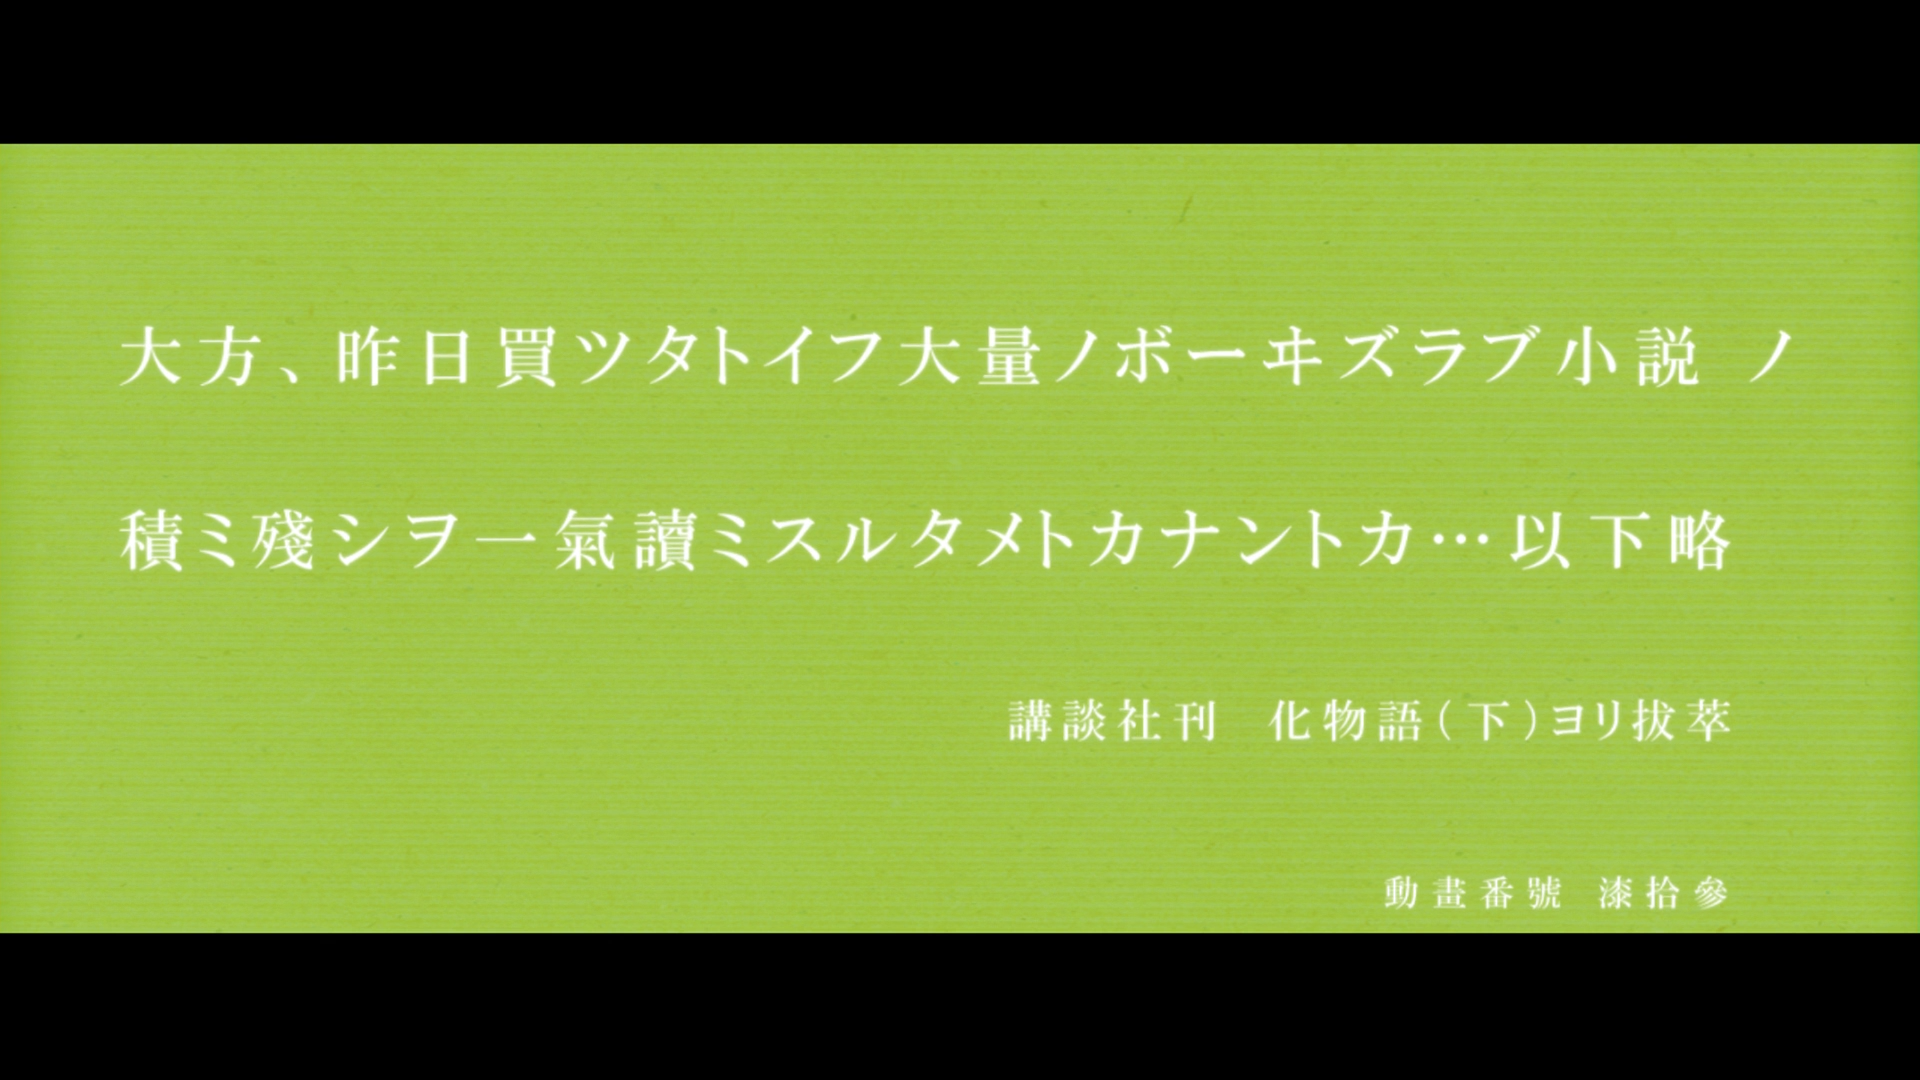 大方、昨日買ツタトイフ大量ノボーヰズラブ小説 ノ
積ミ殘シヲ一氣讀ミスルタメトカナントカ…以下略
講談社刊　化物語（下）ヨリ拔萃
動畫番號　漆拾參